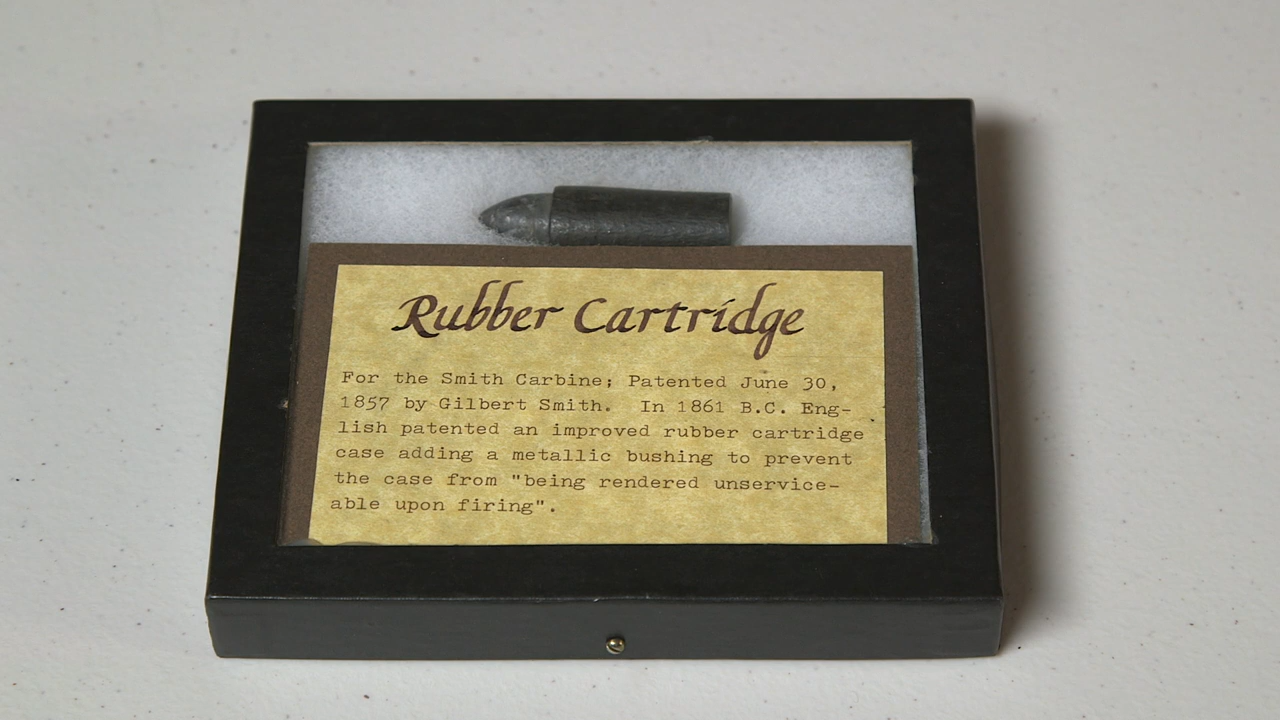 Rubber Cartridge
For the Smith Carbine; Patented June 30,
1857 by Gilbert Smith.  In 1861 B.C. Eng-
lish patented an improved rubber cartridge
case adding a metallic bushing to prevent
the case from "being rendered unservice-
able upon firing".